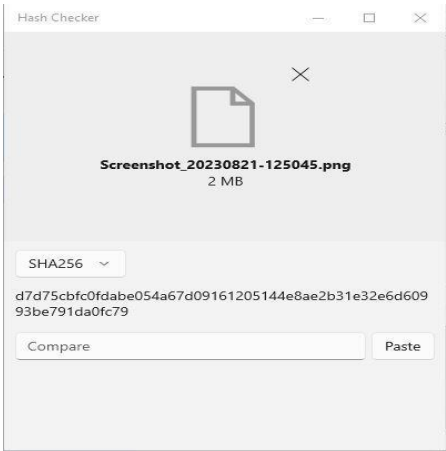 Hash Checker
Screenshot_20230821-125045.png
2 MB
SHA256
d7d75cbfc0fdabe054a67d09161205144e8ae2b31e32e6d609
93be791da0fc79
Compare
Paste